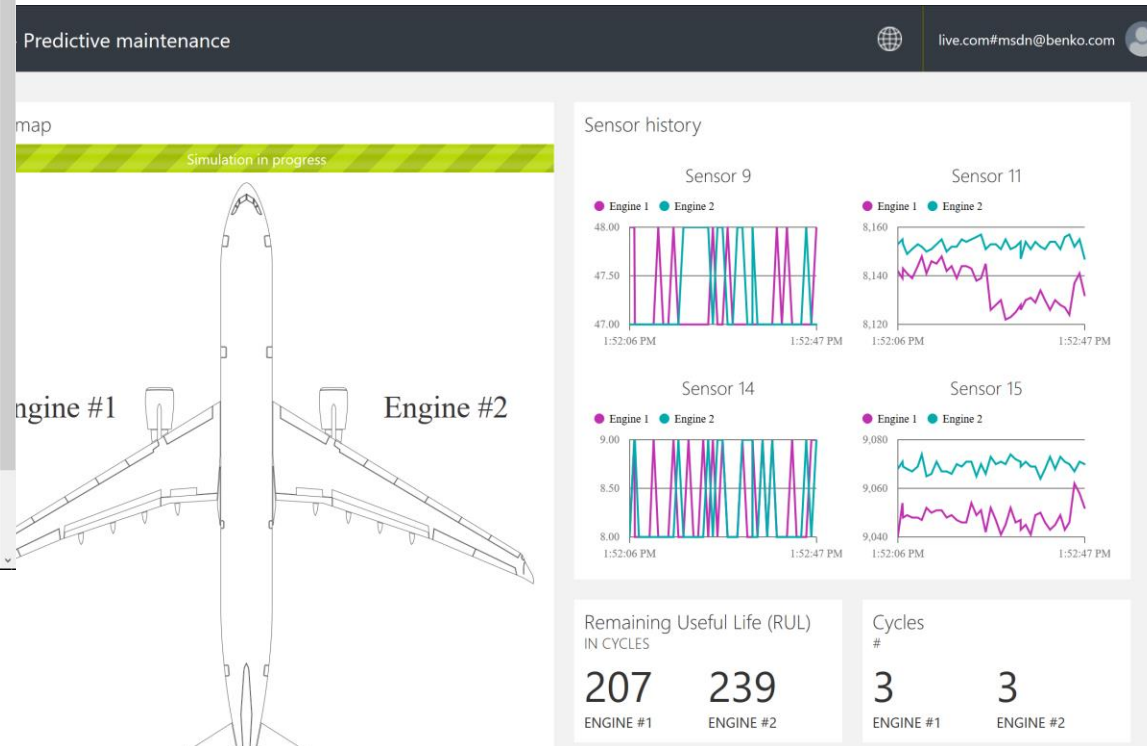 Predictive maintenance
live.com#msdn@benko.com
map
Simulation in progress
ngine #1
Engine #2
Sensor history
Sensor 9
Engine 1 Engine 2
48.00
47.50
47.00
1:52:06 PM 1:52:47 PM
Sensor 11
Engine 1 Engine 2
8,160
8,140
8,120
1:52:06 PM 1:52:47 PM
Sensor 14
Engine 1 Engine 2
9.00
8.50
8.00
1:52:06 PM 1:52:47 PM
Sensor 15
Engine 1 Engine 2
9,080
9,060
9,040
1:52:06 PM 1:52:47 PM
Remaining Useful Life (RUL)
IN CYCLES
207 239
ENGINE #1 ENGINE #2
Cycles
#
3 3
ENGINE #1 ENGINE #2